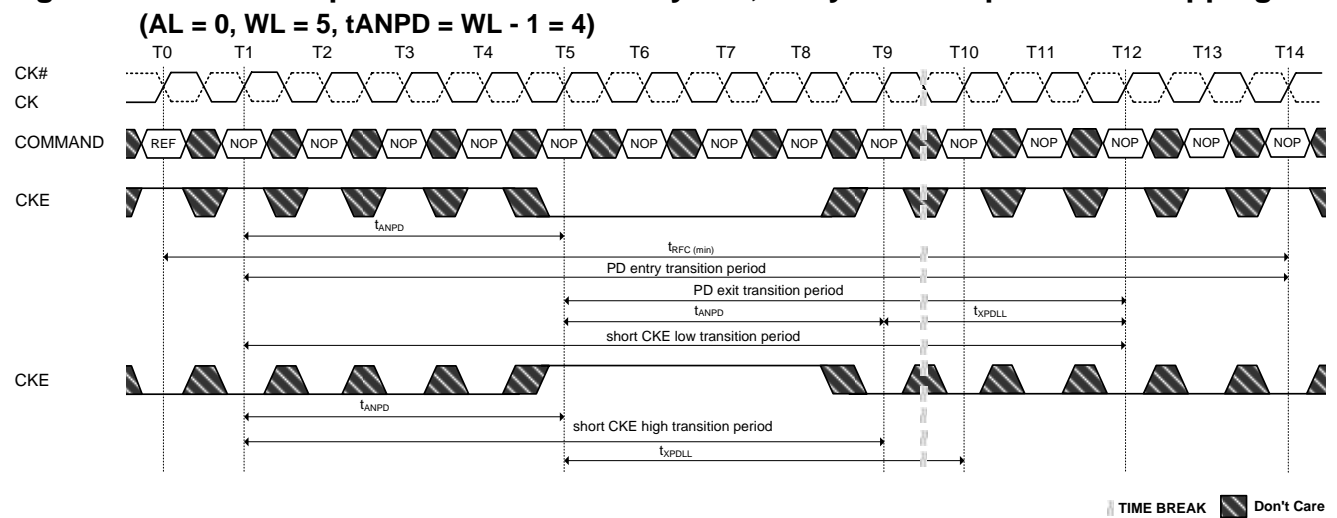 (AL = 0, WL = 5, tANPD = WL - 1 = 4)
T0 T1 T2 T3 T4 T5 T6 T7 T8 T9 T10 T11 T12 T13 T14
CK#
CK
COMMAND REF NOP NOP NOP NOP NOP NOP NOP NOP NOP NOP NOP NOP NOP NOP
CKE
tANPD
tRFC (min)
PD entry transition period
PD exit transition period
tANPD tXPDLL
short CKE low transition period
CKE
tANPD
short CKE high transition period
tXPDLL
TIME BREAK Don't Care